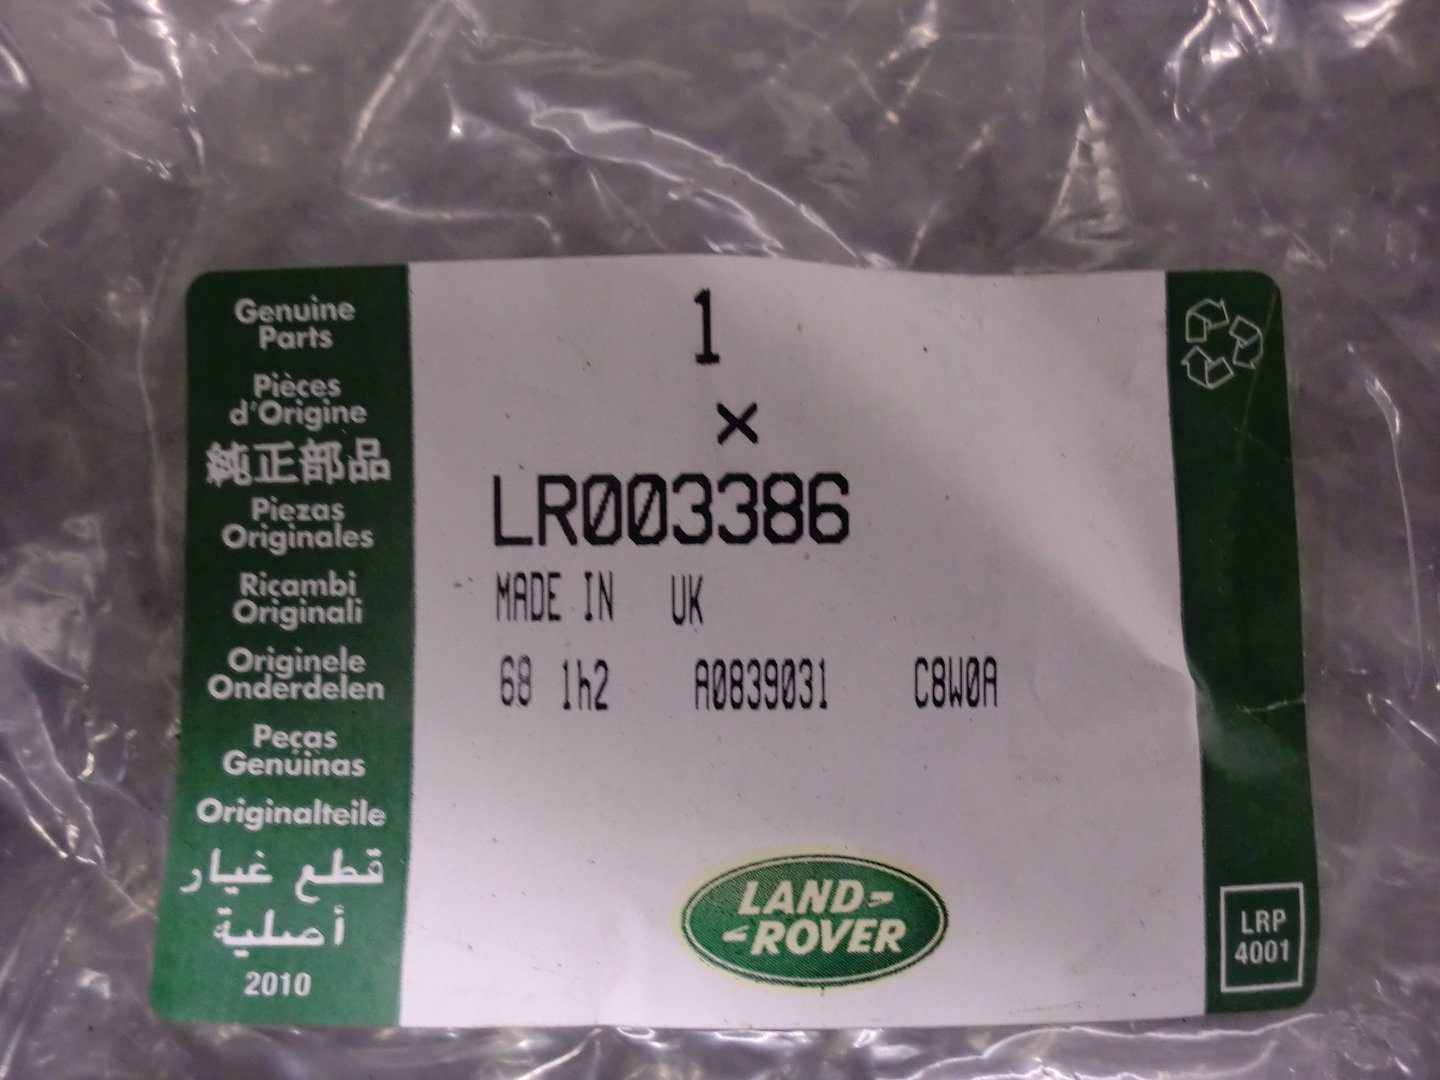 Genuine
Parts
Pièces
d'Origine
純正部品
Piezas
Originales
Ricambi
Originali
Originele
Onderdelen
Peças
Genúinas
Originalteile
قطع غيار
أصلية
2010
1
×
LR003386
MADE IN UK
68 1h2 A0839031 C8W0A
LAND-
-ROVER
LRP
4001